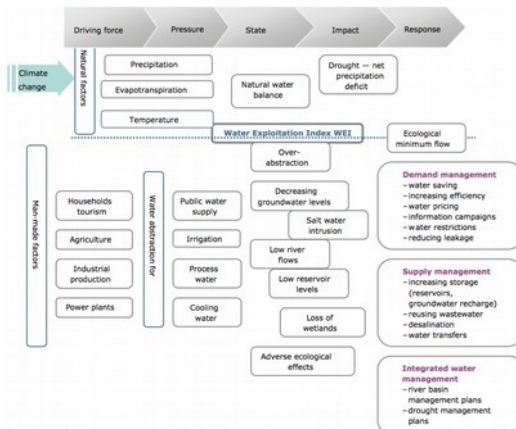 Driving force
Pressure
State
Impact
Response
Climate
change
Natural factors
Precipitation
Evapotranspiration
Temperature
Natural water
balance
Drought — net
precipitation
deficit
Water Exploitation Index WEI
Ecological
minimum flow
Man-made factors
Households
tourism
Agriculture
Industrial
production
Power plants
Water abstraction for
Public water
supply
Irrigation
Process
water
Cooling
water
Over-
abstraction
Decreasing
groundwater levels
Salt water
intrusion
Low river
flows
Low reservoir
levels
Loss of
wetlands
Adverse ecological
effects
Demand management
– water saving
– increasing efficiency
– water pricing
– information campaigns
– water restrictions
– reducing leakage
Supply management
– increasing storage
(reservoirs,
groundwater recharge)
– reusing wastewater
– desalination
– water transfers
Integrated water
management
– river basin
management plans
– drought management
plans